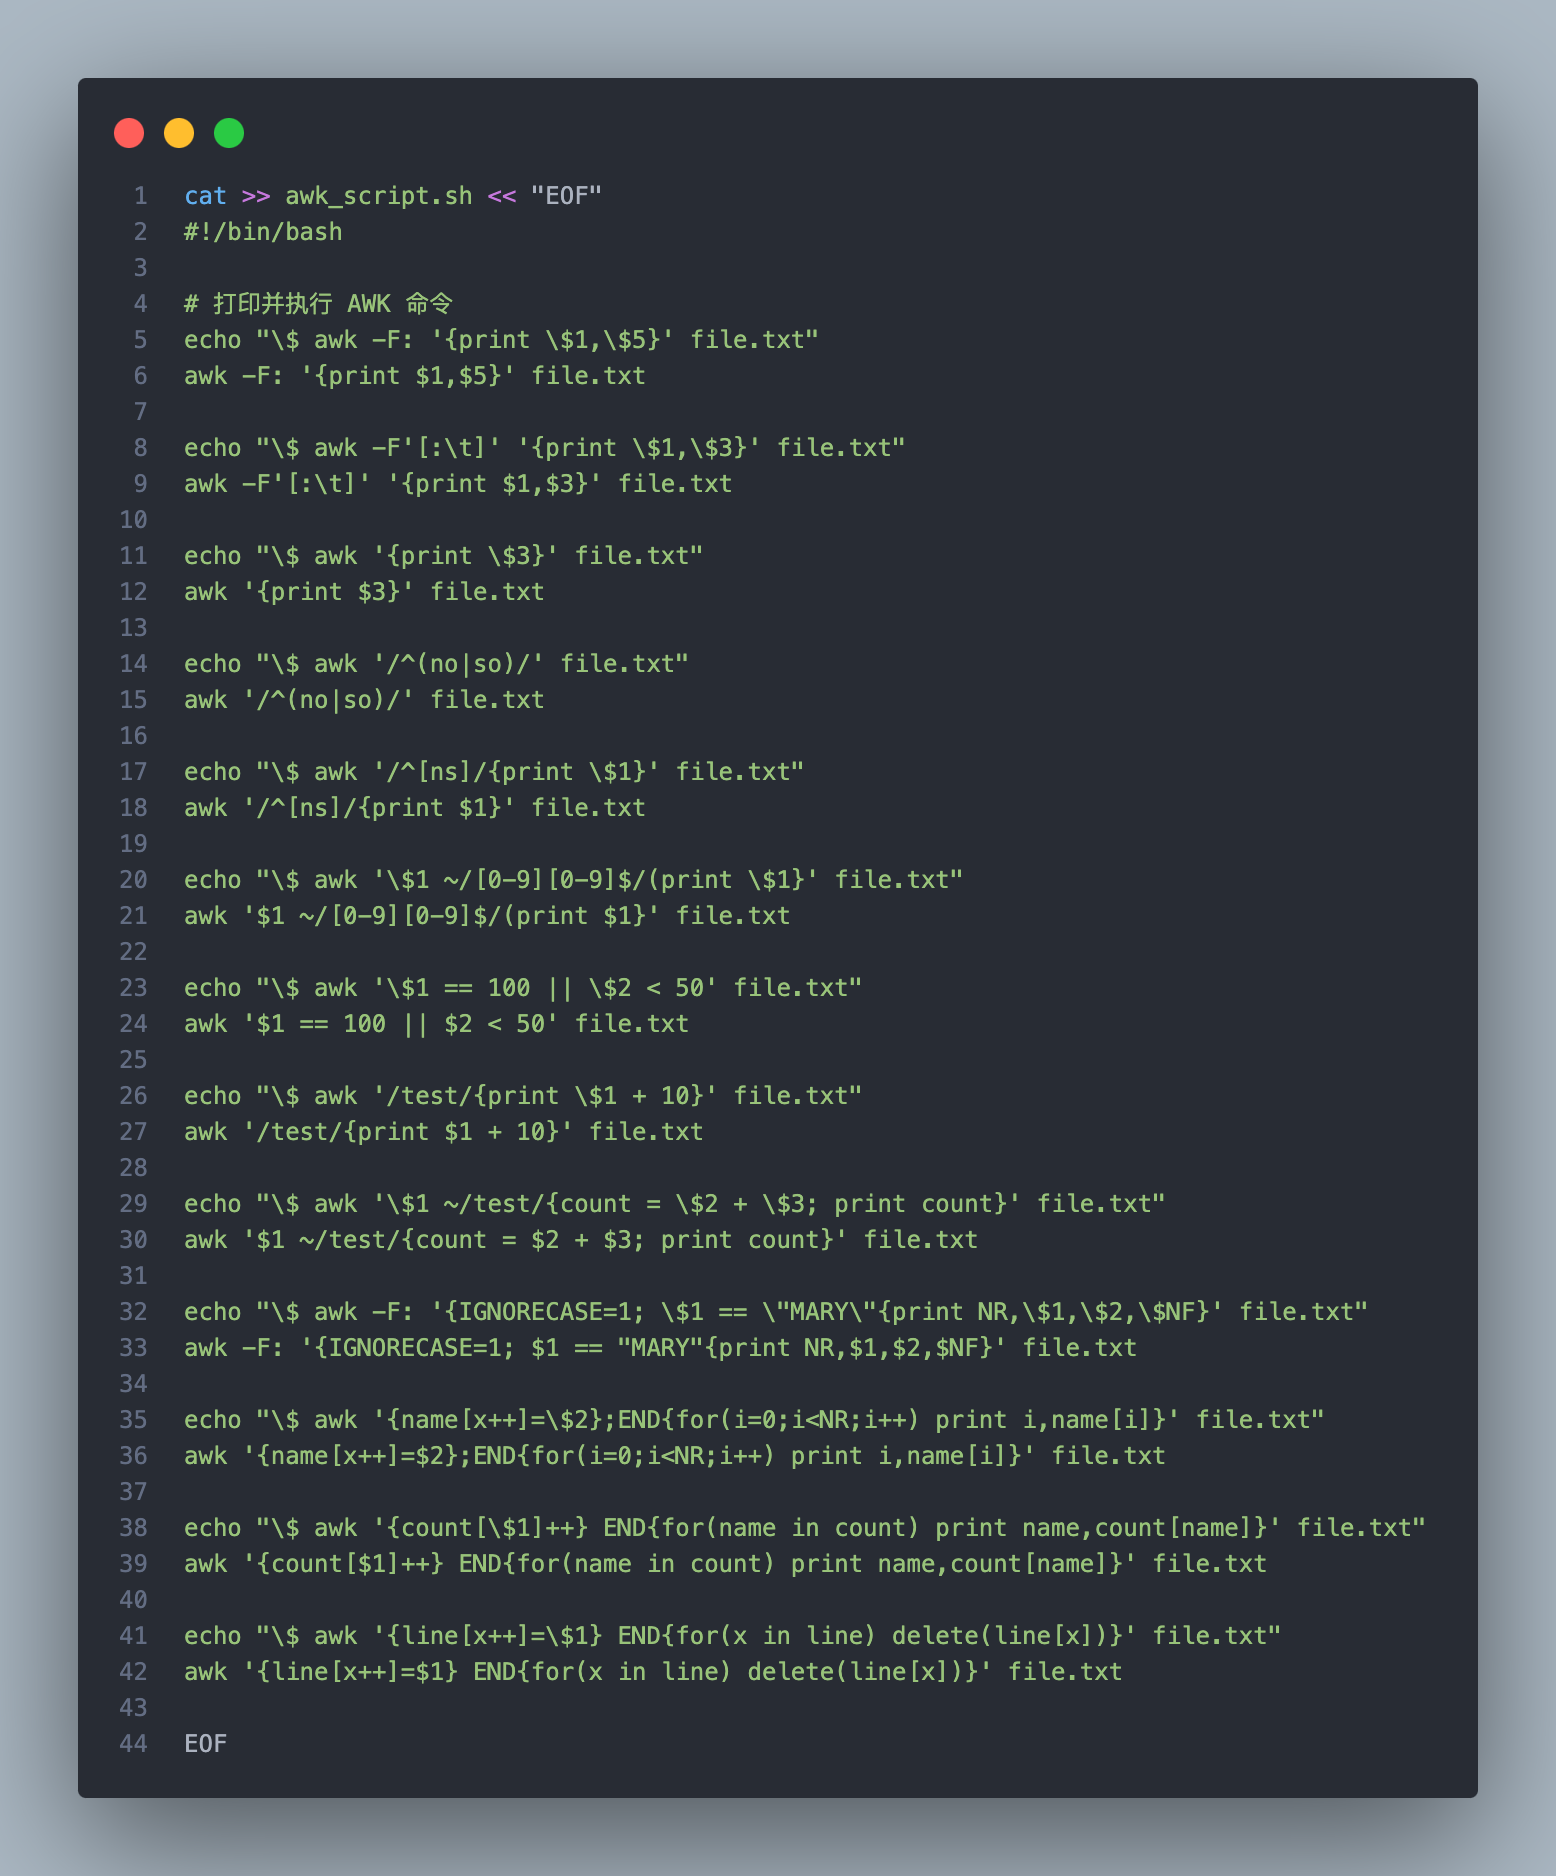 1 cat >> awk_script.sh << "EOF"
2 #!/bin/bash
3
4 # 打印并执行 AWK 命令
5 echo "\$ awk -F: '{print \$1,\$5}' file.txt"
6 awk -F: '{print $1,$5}' file.txt
7
8 echo "\$ awk -F'[:\t]' '{print \$1,\$3}' file.txt"
9 awk -F'[:\t]' '{print $1,$3}' file.txt
10
11 echo "\$ awk '{print \$3}' file.txt"
12 awk '{print $3}' file.txt
13
14 echo "\$ awk '/^(no|so)/' file.txt"
15 awk '/^(no|so)/' file.txt
16
17 echo "\$ awk '/^[ns]/{print \$1}' file.txt"
18 awk '/^[ns]/{print $1}' file.txt
19
20 echo "\$ awk '\$1 ~/[0-9][0-9]$/(print \$1}' file.txt"
21 awk '$1 ~/[0-9][0-9]$/(print $1}' file.txt
22
23 echo "\$ awk '\$1 == 100 || \$2 < 50' file.txt"
24 awk '$1 == 100 || $2 < 50' file.txt
25
26 echo "\$ awk '/test/{print \$1 + 10}' file.txt"
27 awk '/test/{print $1 + 10}' file.txt
28
29 echo "\$ awk '\$1 ~/test/{count = \$2 + \$3; print count}' file.txt"
30 awk '$1 ~/test/{count = $2 + $3; print count}' file.txt
31
32 echo "\$ awk -F: '{IGNORECASE=1; \$1 == \"MARY\"{print NR,\$1,\$2,\$NF}' file.txt"
33 awk -F: '{IGNORECASE=1; $1 == "MARY"{print NR,$1,$2,$NF}' file.txt
34
35 echo "\$ awk '{name[x++]=\$2};END{for(i=0;i<NR;i++) print i,name[i]}' file.txt"
36 awk '{name[x++]=$2};END{for(i=0;i<NR;i++) print i,name[i]}' file.txt
37
38 echo "\$ awk '{count[\$1]++} END{for(name in count) print name,count[name]}' file.txt"
39 awk '{count[$1]++} END{for(name in count) print name,count[name]}' file.txt
40
41 echo "\$ awk '{line[x++]=\$1} END{for(x in line) delete(line[x])}' file.txt"
42 awk '{line[x++]=$1} END{for(x in line) delete(line[x])}' file.txt
43
44 EOF